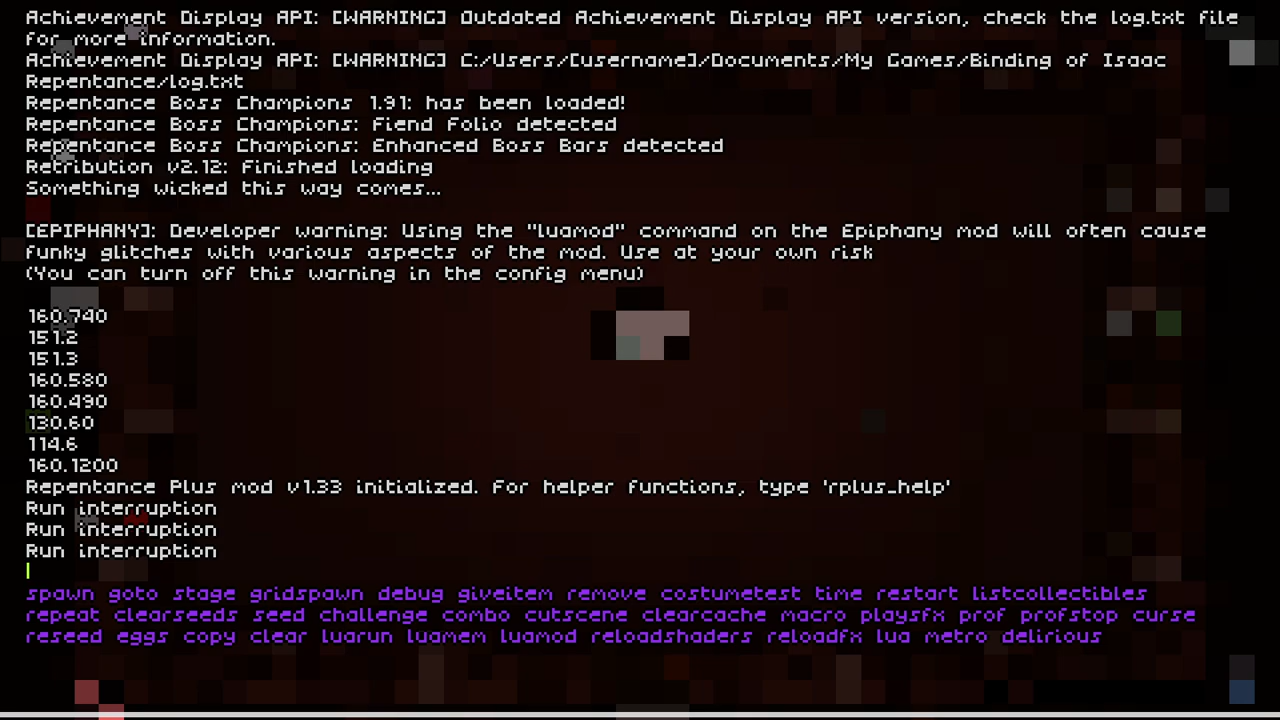 Achievement Display API: [WARNING] Outdated Achievement Display API version, check the log.txt file
for more information.
Achievement Display API: [WARNING] C:/Users/[username]/Documents/My Games/Binding of Isaac
Repentance/log.txt
Repentance Boss Champions 1.91: has been loaded!
Repentance Boss Champions: Fiend Folio detected
Repentance Boss Champions: Enhanced Boss Bars detected
Retribution v2.12: Finished loading
Something wicked this way comes...
[EPIPHANY]: Developer warning: Using the "luamod" command on the Epiphany mod will often cause
funky glitches with various aspects of the mod. Use at your own risk
(You can turn off this warning in the config menu)
160.740
151.2
151.3
160.580
160.490
130.60
114.6
160.1200
Repentance Plus mod v1.33 initialized. For helper functions, type 'rplus_help'
Run interruption
Run interruption
Run interruption
spawn goto stage gridspawn debug giveitem remove costumetest time restart listcollectibles
repeat clearseeds seed challenge combo cutscene clearcache macro playsfx prof profstop curse
reseed eggs copy clear luarun luamem luamod reloadshaders reloadfx lua metro delirious